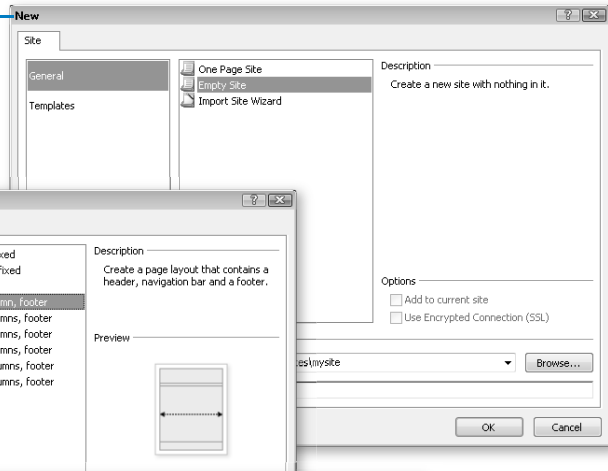 New
Site
General
Templates
One Page Site
Empty Site
Import Site Wizard
Description
Create a new site with nothing in it.
Options
Add to current site
Use Encrypted Connection (SSL)
es\mysite
Browse...
OK
Cancel
xed
fixed
mn, footer
mns, footer
mns, footer
mns, footer
umns, footer
umns, footer
Description
Create a page layout that contains a
header, navigation bar and a footer.
Preview